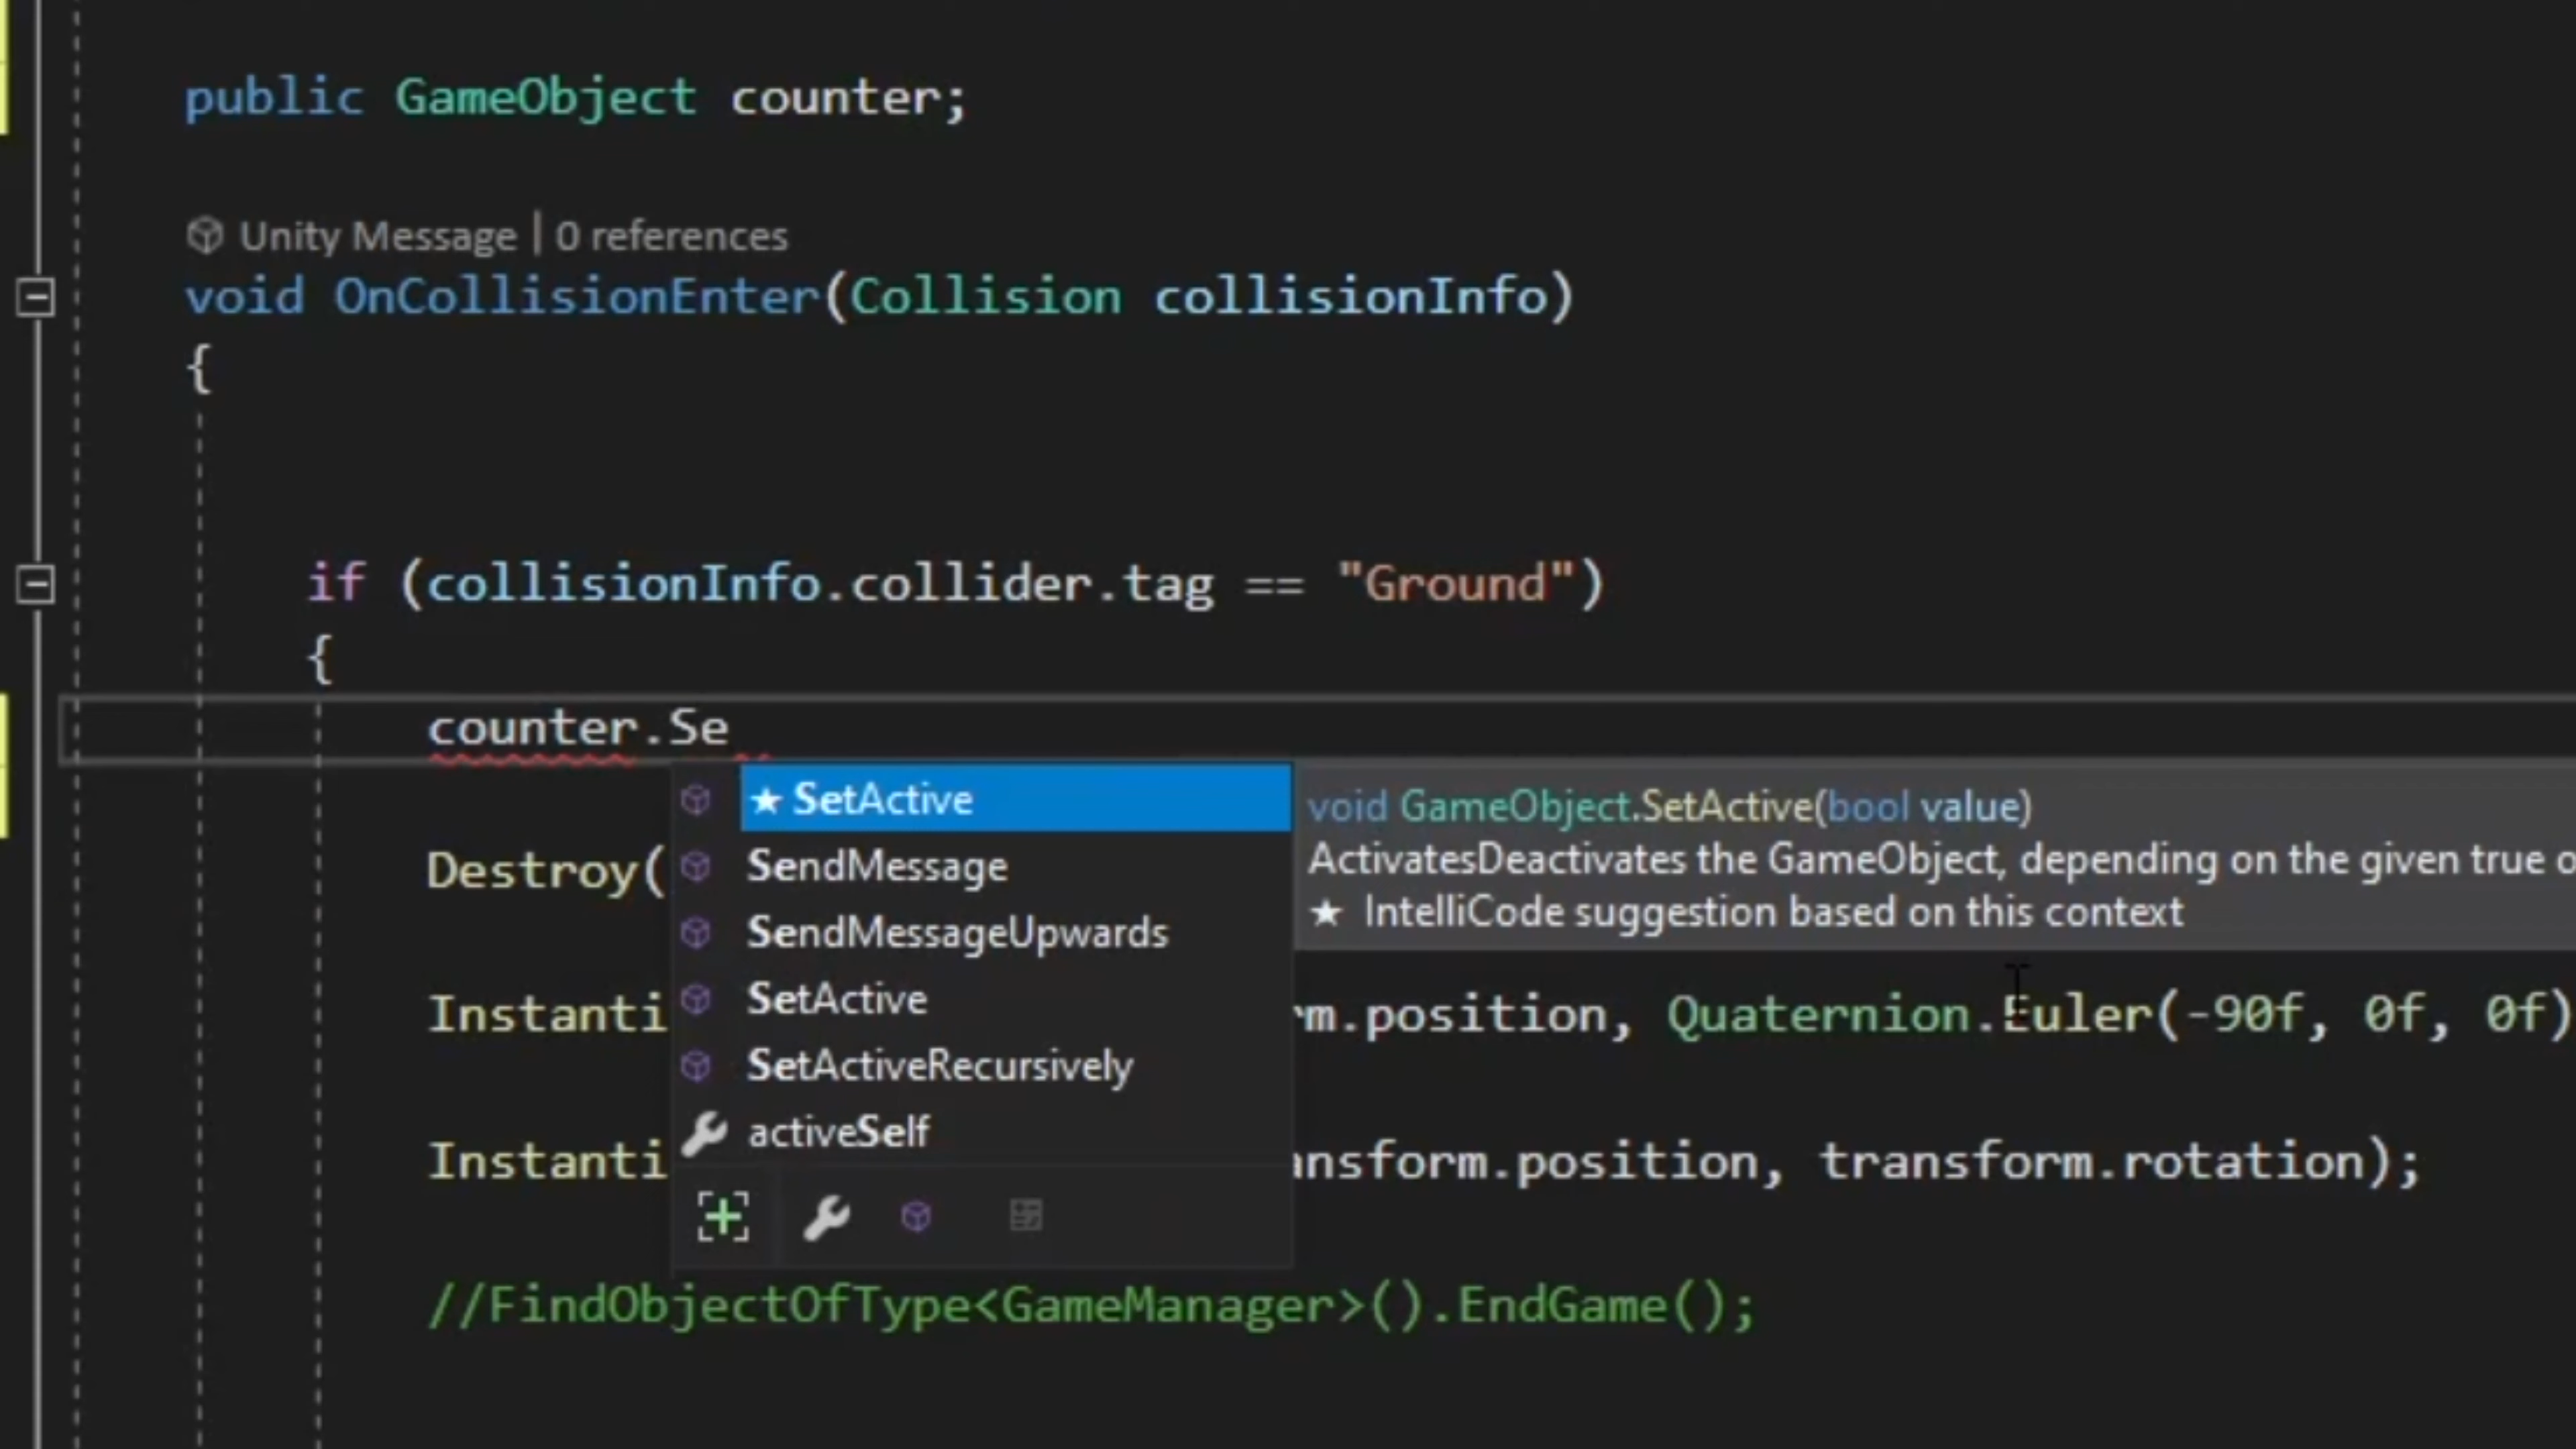 public GameObject counter;
Unity Message | 0 references
void OnCollisionEnter(Collision collisionInfo)
{
if (collisionInfo.collider.tag == "Ground")
{
counter.Se
★ SetActive
void GameObject.SetActive(bool value)
ActivatesDeactivates the GameObject, depending on the given true o
★ IntelliCode suggestion based on this context
SendMessage
Destroy(
SendMessageUpwards
SetActive
Instanti rm.position, Quaternion.Euler(-90f, 0f, 0f)
SetActiveRecursively
activeSelf
Instanti ansform.position, transform.rotation);
//FindObjectOfType<GameManager>().EndGame();